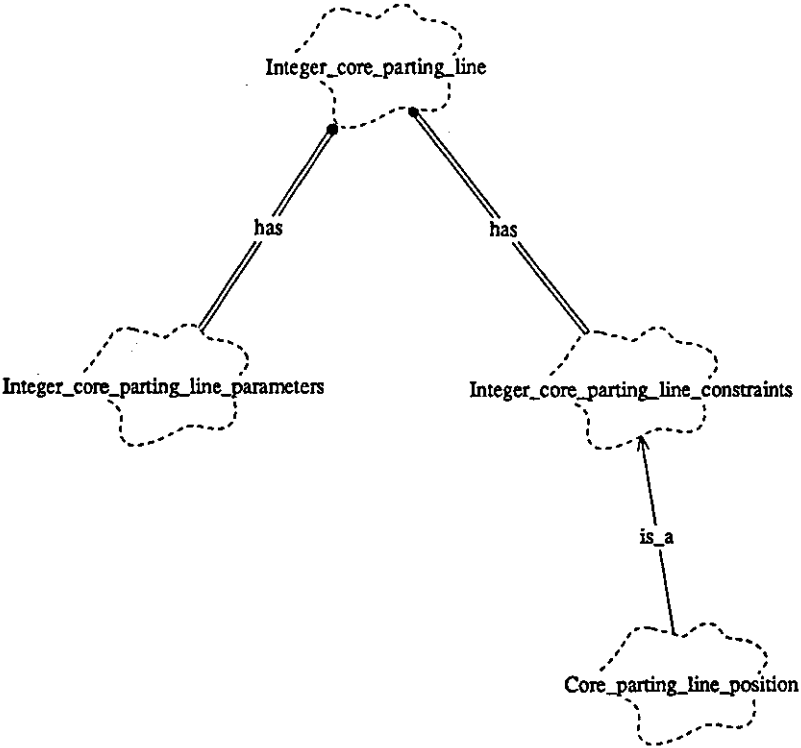 Integer_core_parting_line
has
has
Integer_core_parting_line_parameters
Integer_core_parting_line_constraints
is_a
Core_parting_line_position